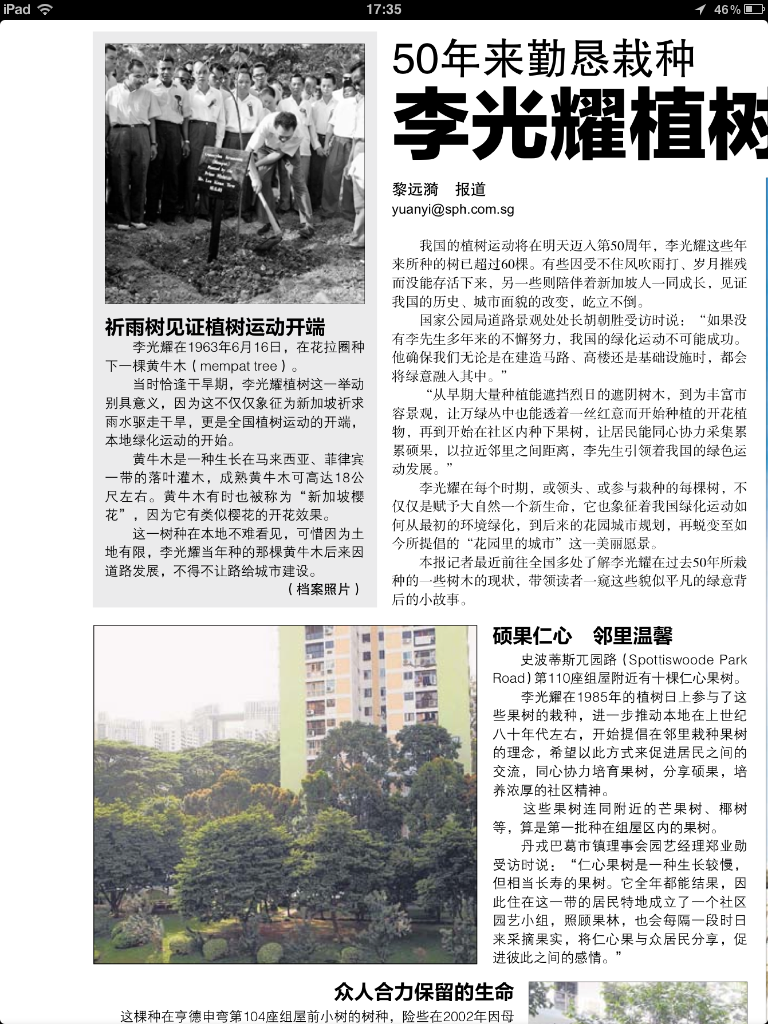 iPad
17:35
46%
50年来勤恳栽种
李光耀植树
黎远漪　报道
yuanyi@sph.com.sg
我国的植树运动将在明天迈入第50周年，李光耀这些年
来所种的树已超过60棵。有些因受不住风吹雨打、岁月摧残
而没能存活下来，另一些则陪伴着新加坡人一同成长，见证
我国的历史、城市面貌的改变，屹立不倒。
国家公园局道路景观处处长胡朝胜受访时说：“如果没
有李先生多年来的不懈努力，我国的绿化运动不可能成功。
他确保我们无论是在建造马路、高楼还是基础设施时，都会
将绿意融入其中。”
“从早期大量种植能遮挡烈日的遮阴树木，到为丰富市
容景观，让万绿丛中也能透着一丝红意而开始种植的开花植
物，再到开始在社区内种下果树，让居民能同心协力采集累
累硕果，以拉近邻里之间距离，李先生引领着我国的绿色运
动发展。”
李光耀在每个时期，或领头、或参与栽种的每棵树，不
仅仅是赋予大自然一个新生命，它也象征着我国绿化运动如
何从最初的环境绿化，到后来的花园城市规划，再蜕变至如
今所提倡的“花园里的城市”这一美丽愿景。
本报记者最近前往全国多处了解李光耀在过去50年所栽
种的一些树木的现状，带领读者一窥这些貌似平凡的绿意背
后的小故事。
祈雨树见证植树运动开端
李光耀在1963年6月16日，在花拉圈种
下一棵黄牛木（mempat tree）。
当时恰逢干旱期，李光耀植树这一举动
别具意义，因为这不仅仅象征为新加坡祈求
雨水驱走干旱，更是全国植树运动的开端，
本地绿化运动的开始。
黄牛木是一种生长在马来西亚、菲律宾
一带的落叶灌木，成熟黄牛木可高达18公
尺左右。黄牛木有时也被称为“新加坡樱
花”，因为它有类似樱花的开花效果。
这一树种在本地不难看见，可惜因为土
地有限，李光耀当年种的那棵黄牛木后来因
道路发展，不得不让路给城市建设。
（档案照片）
硕果仁心　邻里温馨
史波蒂斯兀园路（Spottiswoode Park
Road）第110座组屋附近有十棵仁心果树。
李光耀在1985年的植树日上参与了这
些果树的栽种，进一步推动本地在上世纪
八十年代左右，开始提倡在邻里栽种果树
的理念，希望以此方式来促进居民之间的
交流，同心协力培育果树，分享硕果，培
养浓厚的社区精神。
这些果树连同附近的芒果树、椰树
等，算是第一批种在组屋区内的果树。
丹戎巴葛市镇理事会园艺经理郑业勋
受访时说：“仁心果树是一种生长较慢，
但相当长寿的果树。它全年都能结果，因
此住在这一带的居民特地成立了一个社区
园艺小组，照顾果林，也会每隔一段时日
来采摘果实，将仁心果与众居民分享，促
进彼此之间的感情。”
众人合力保留的生命
这棵种在亨德申弯第104座组屋前小树的树种，险些在2002年因母